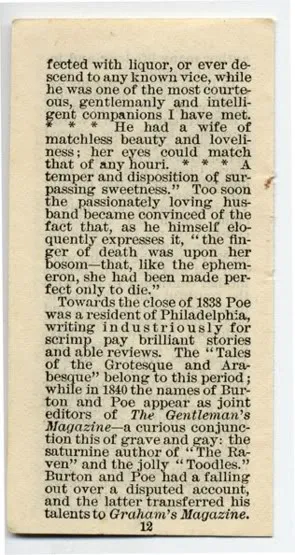 fected with liquor, or ever de-
scend to any known vice, while
he was one of the most courte-
ous, gentlemanly and intelli-
gent companions I have met.
* * * He had a wife of
matchless beauty and loveli-
ness; her eyes could match
that of any houri. * * * A
temper and disposition of sur-
passing sweetness." Too soon
the passionately loving hus-
band became convinced of the
fact that, as he himself elo-
quently expresses it, "the fin-
ger of death was upon her
bosom—that, like the ephem-
eron, she had been made per-
fect only to die."
Towards the close of 1838 Poe
was a resident of Philadelphia,
writing industriously for
scrimp pay brilliant stories
and able reviews. The "Tales
of the Grotesque and Ara-
besque" belong to this period;
while in 1840 the names of Bur-
ton and Poe appear as joint
editors of The Gentleman's
Magazine—a curious conjunc-
tion this of grave and gay: the
saturnine author of "The Ra-
ven" and the jolly "Toodles."
Burton and Poe had a falling
out over a disputed account,
and the latter transferred his
talents to Graham's Magazine.
12